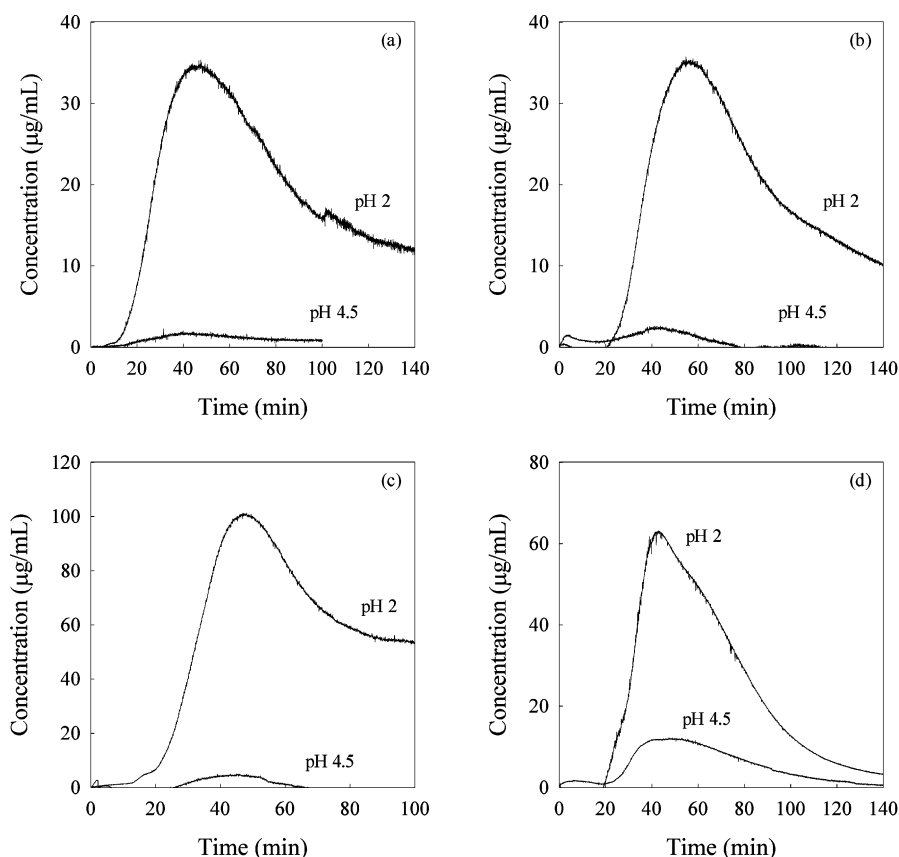 (a)
Concentration (µg/mL)
40
30
20
10
0
pH 2
pH 4.5
0 20 40 60 80 100 120 140
Time (min)
(b)
Concentration (µg/mL)
40
30
20
10
0
pH 2
pH 4.5
0 20 40 60 80 100 120 140
Time (min)
(c)
Concentration (µg/mL)
120
100
80
60
40
20
0
pH 2
pH 4.5
0 20 40 60 80 100
Time (min)
(d)
Concentration (µg/mL)
80
60
40
20
0
pH 2
pH 4.5
0 20 40 60 80 100 120 140
Time (min)